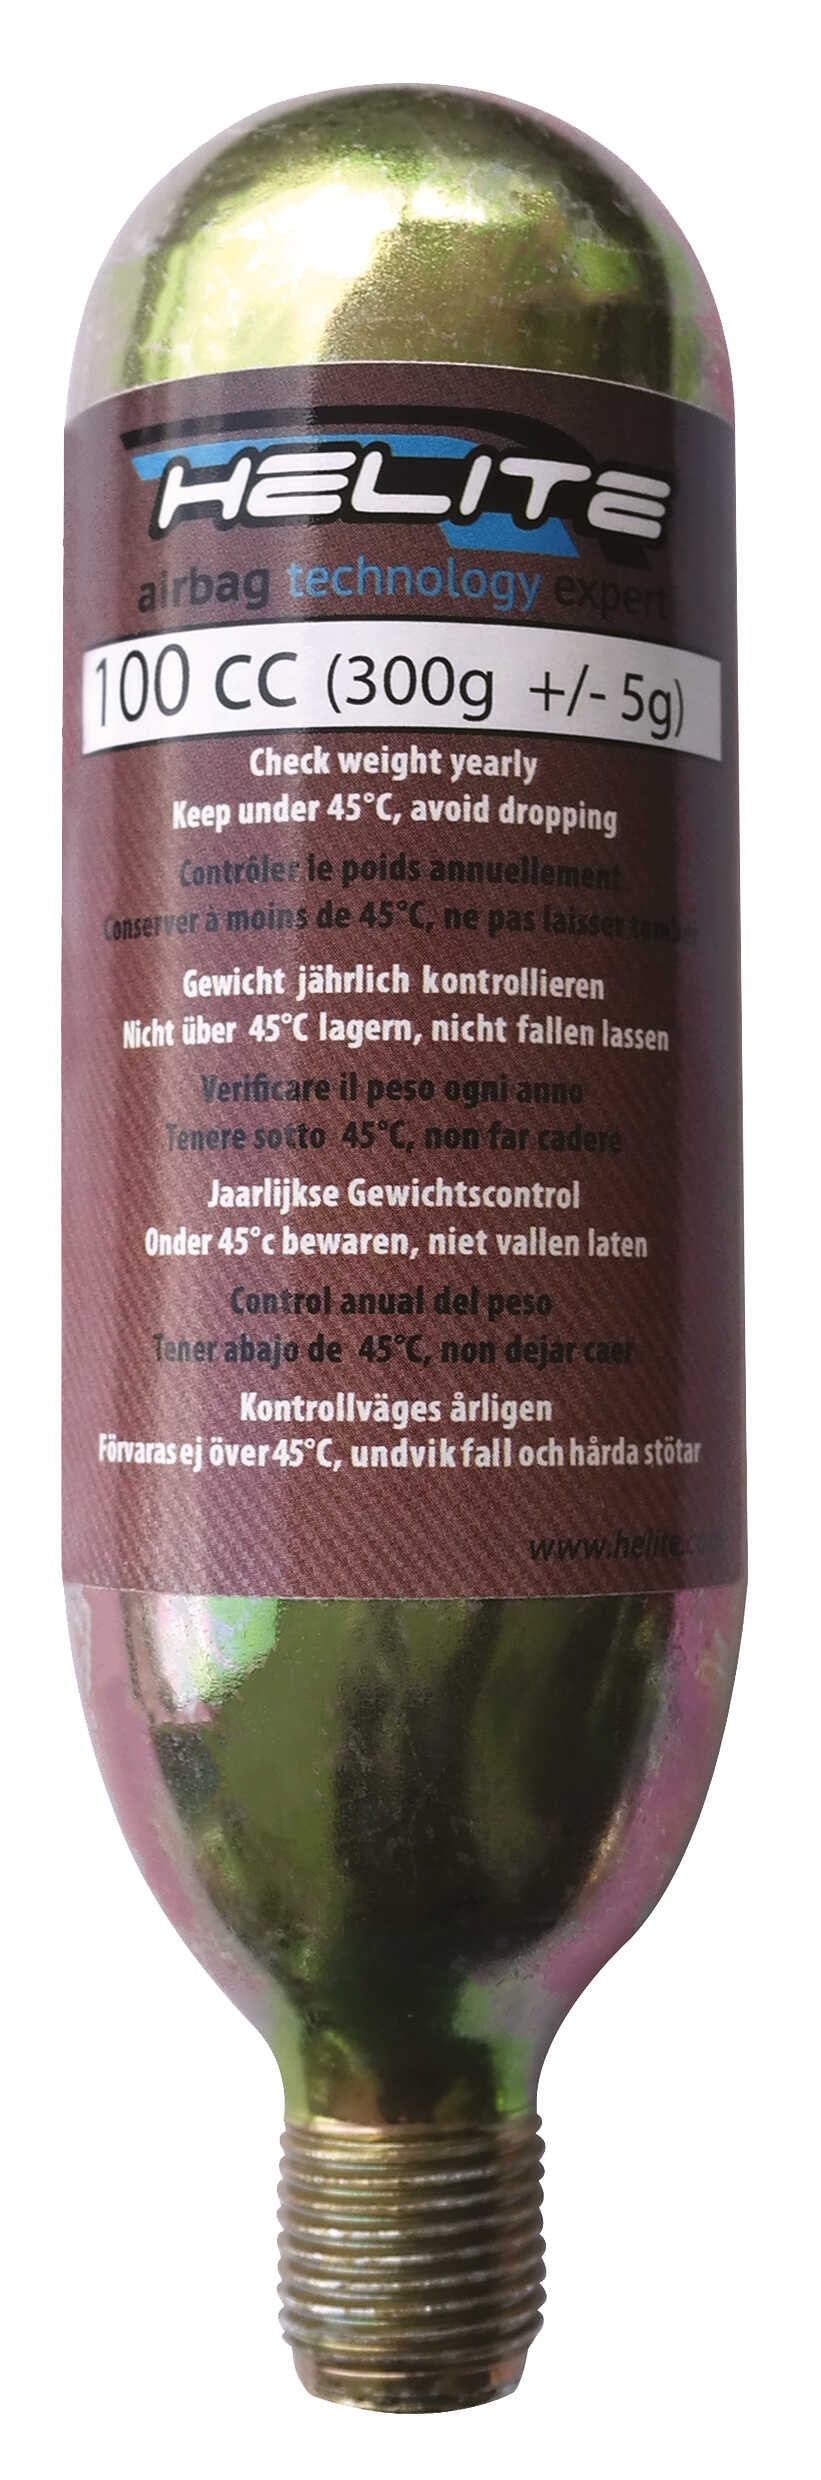 HELITE
airbag technology expert
100 CC (300g +/- 5g)
Check weight yearly
Keep under 45°C, avoid dropping
Contrôler le poids annuellement
Conserver à moins de 45°C, ne pas laisser tomber
Gewicht jährlich kontrollieren
Nicht über 45°C lagern, nicht fallen lassen
Verificare il peso ogni anno
Tenere sotto 45°C, non far cadere
Jaarlijkse Gewichtscontrol
Onder 45°c bewaren, niet vallen laten
Control anual del peso
Tener abajo de 45°C, non dejar caer
Kontrollväges årligen
Förvaras ej över 45°C, undvik fall och hårda stötar
www.helite.com